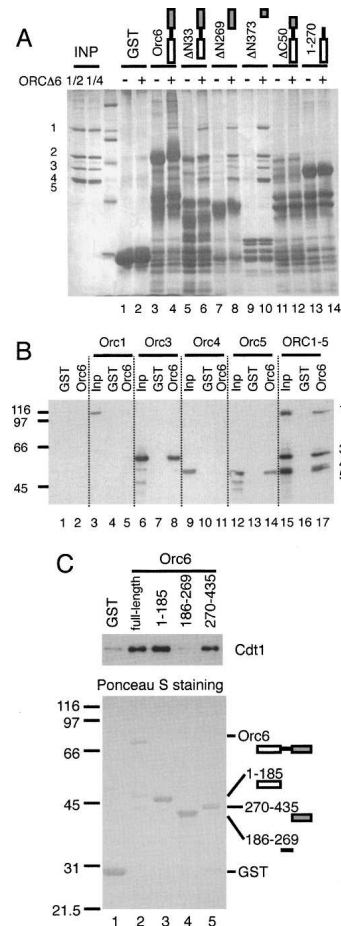 A
INP
GST
Orc6
ΔN33
ΔN269
ΔN373
ΔC50
1-270
ORCΔ6 1/2 1/4 - + - + - + - + - + - + - +
1
2
3
4
5
1 2 3 4 5 6 7 8 9 10 11 12 13 14
B
Orc1 Orc3 Orc4 Orc5 ORC1-5
GST Orc6 Inp GST Orc6 Inp GST Orc6 Inp GST Orc6 Inp GST Orc6 Inp GST Orc6
116
97
66
45
1 2 3 4 5 6 7 8 9 10 11 12 13 14 15 16 17
C
Orc6
GST full-length 1-185 186-269 270-435
Cdt1
Ponceau S staining
116
97
66
45
31
21.5
Orc6
1-185
270-435
186-269
GST
1 2 3 4 5